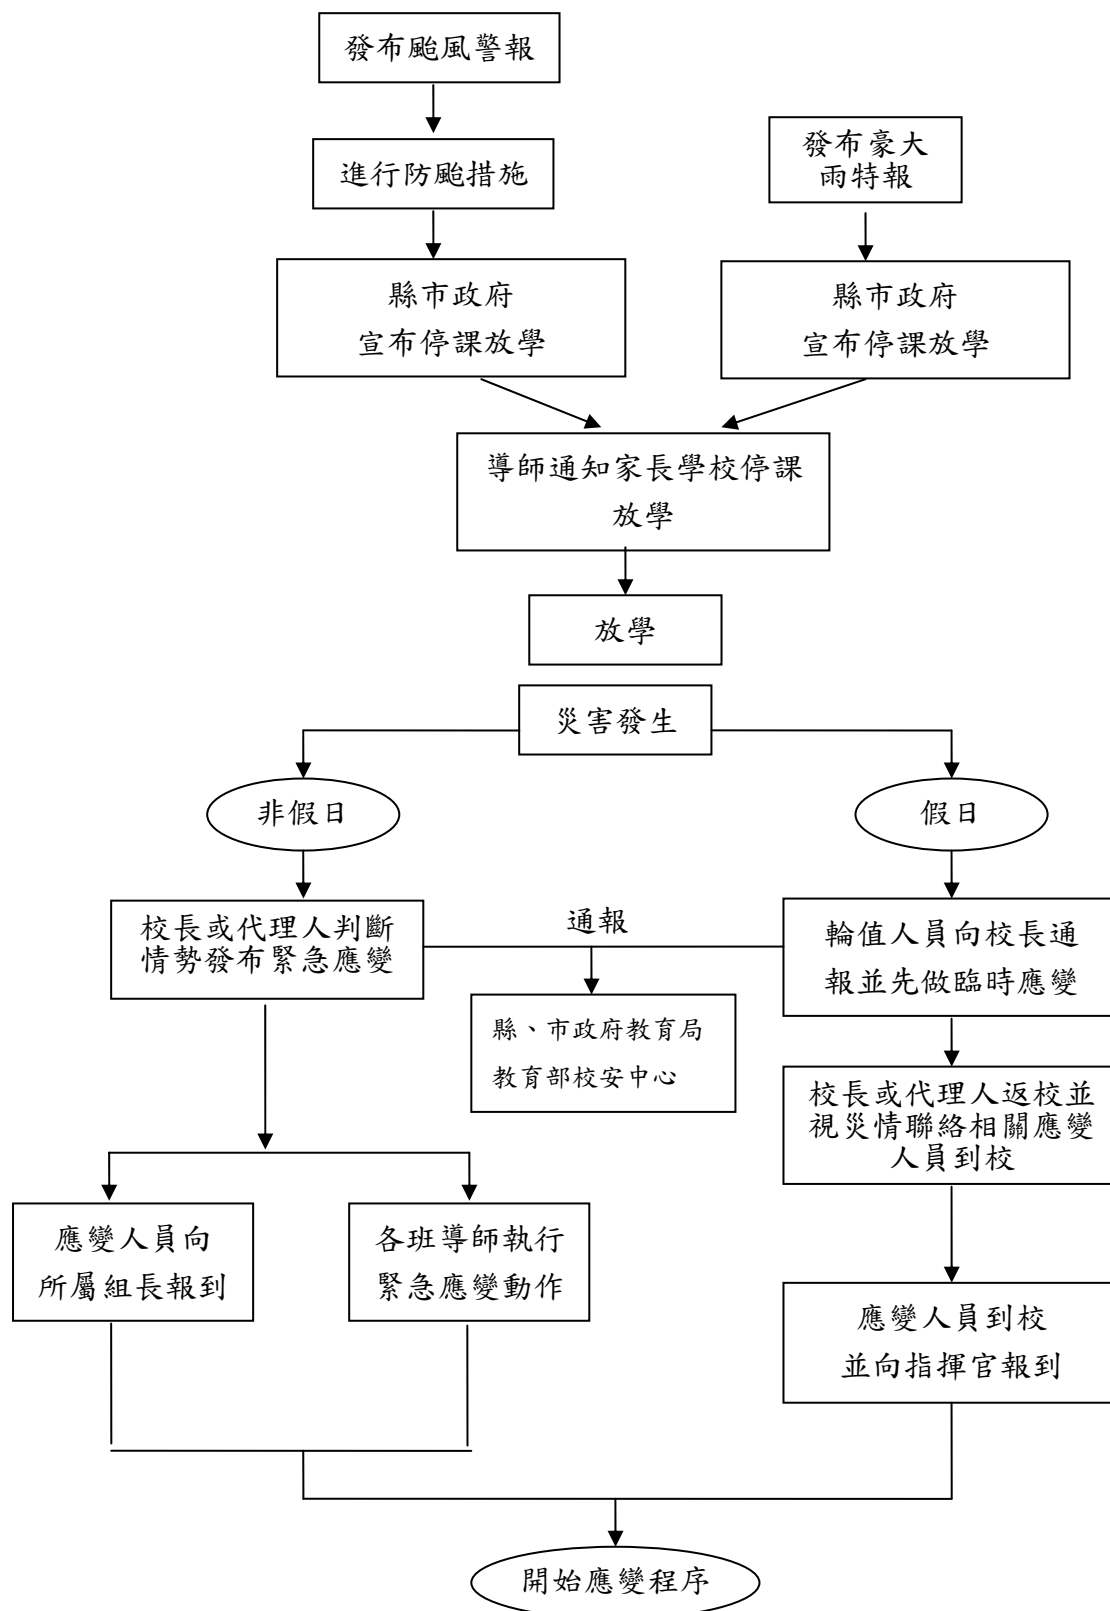 發布颱風警報
進行防颱措施
發布豪大
雨特報
縣市政府
宣布停課放學
縣市政府
宣布停課放學
導師通知家長學校停課
放學
放學
災害發生
非假日
假日
校長或代理人判斷
情勢發布緊急應變
通報
輪值人員向校長通
報並先做臨時應變
縣、市政府教育局
教育部校安中心
校長或代理人返校並
視災情聯絡相關應變
人員到校
應變人員向
所屬組長報到
各班導師執行
緊急應變動作
應變人員到校
並向指揮官報到
開始應變程序